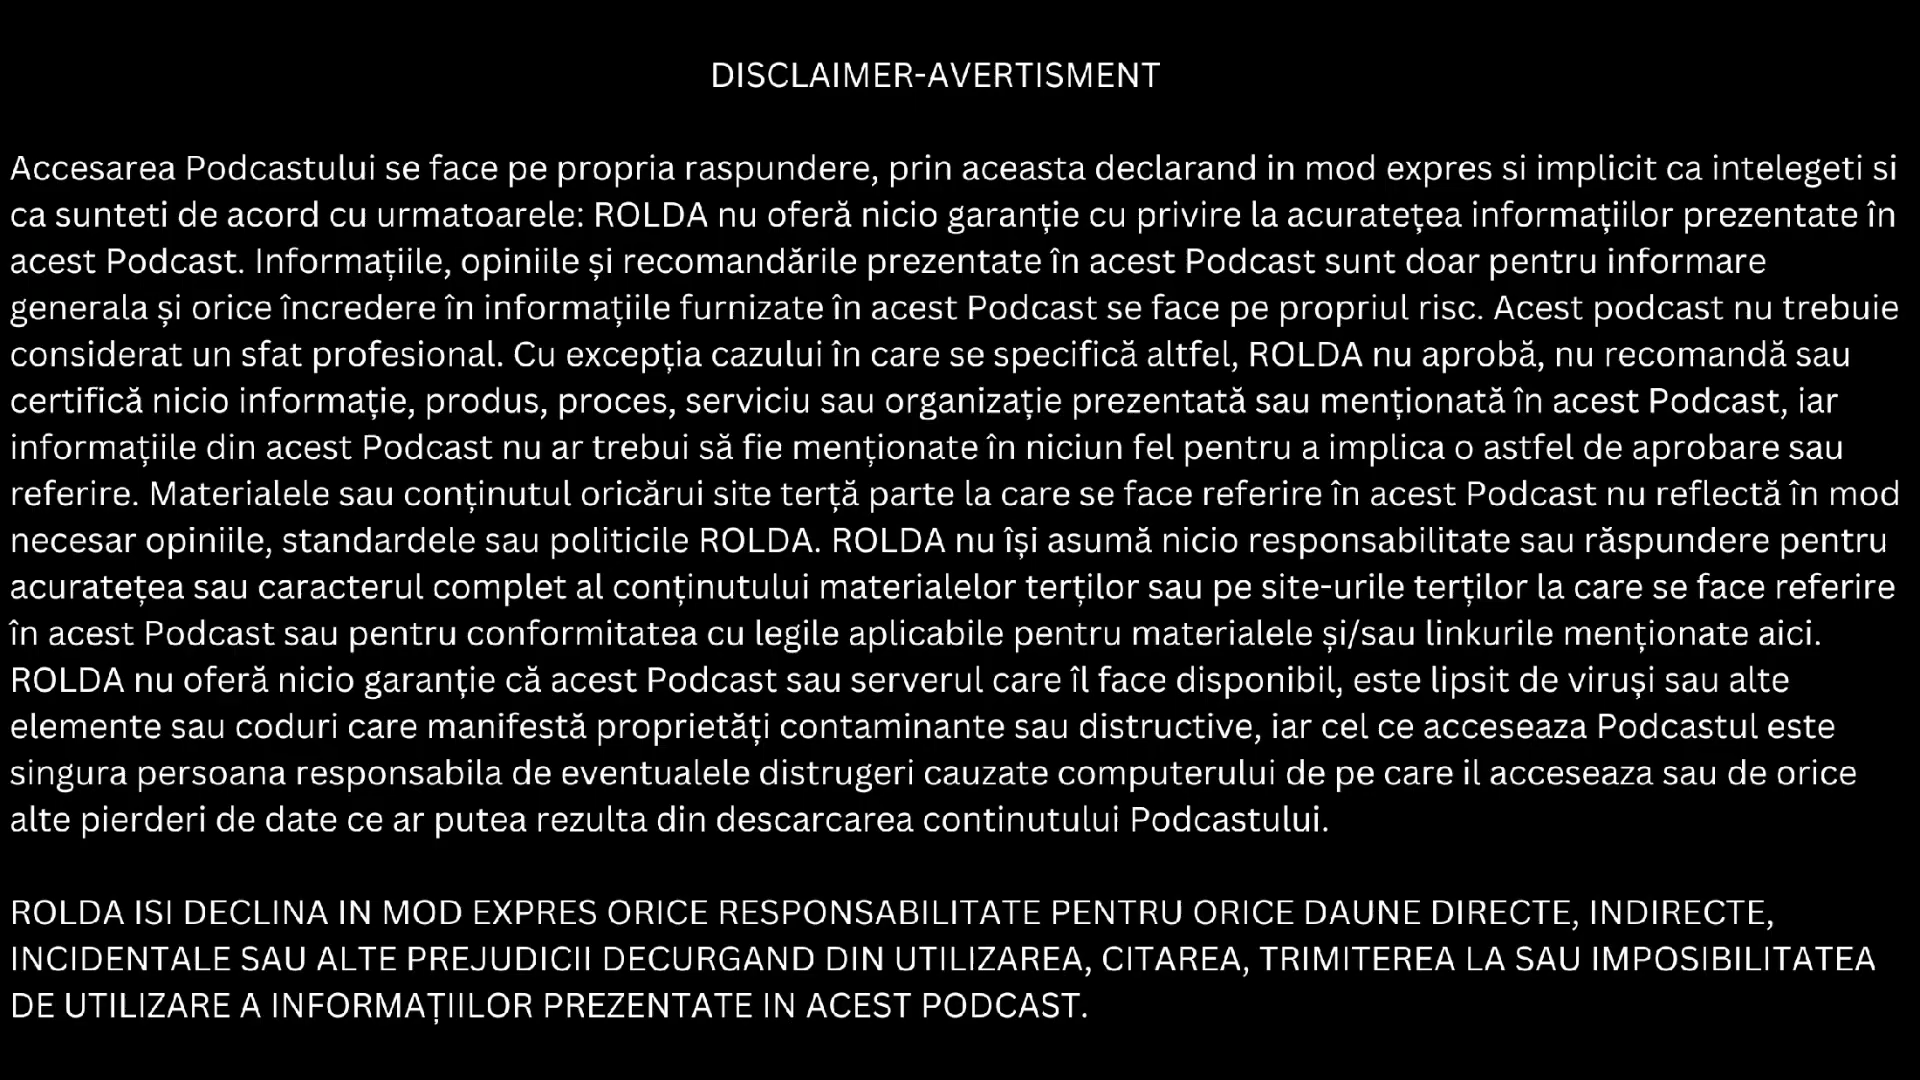 DISCLAIMER-AVERTISMENT
Accesarea Podcastului se face pe propria raspundere, prin aceasta declarand in mod expres si implicit ca intelegeti si
ca sunteti de acord cu urmatoarele: ROLDA nu oferă nicio garanție cu privire la acuratețea informațiilor prezentate în
acest Podcast. Informațiile, opiniile și recomandările prezentate în acest Podcast sunt doar pentru informare
generala și orice încredere în informațiile furnizate în acest Podcast se face pe propriul risc. Acest podcast nu trebuie
considerat un sfat profesional. Cu excepția cazului în care se specifică altfel, ROLDA nu aprobă, nu recomandă sau
certifică nicio informație, produs, proces, serviciu sau organizație prezentată sau menționată în acest Podcast, iar
informațiile din acest Podcast nu ar trebui să fie menționate în niciun fel pentru a implica o astfel de aprobare sau
referire. Materialele sau conținutul oricărui site terță parte la care se face referire în acest Podcast nu reflectă în mod
necesar opiniile, standardele sau politicile ROLDA. ROLDA nu își asumă nicio responsabilitate sau răspundere pentru
acuratețea sau caracterul complet al conținutului materialelor terților sau pe site-urile terților la care se face referire
în acest Podcast sau pentru conformitatea cu legile aplicabile pentru materialele și/sau linkurile menționate aici.
ROLDA nu oferă nicio garanție că acest Podcast sau serverul care îl face disponibil, este lipsit de viruși sau alte
elemente sau coduri care manifestă proprietăți contaminante sau distructive, iar cel ce acceseaza Podcastul este
singura persoana responsabila de eventualele distrugeri cauzate computerului de pe care il acceseaza sau de orice
alte pierderi de date ce ar putea rezulta din descarcarea continutului Podcastului.
ROLDA ISI DECLINA IN MOD EXPRES ORICE RESPONSABILITATE PENTRU ORICE DAUNE DIRECTE, INDIRECTE,
INCIDENTALE SAU ALTE PREJUDICII DECURGAND DIN UTILIZAREA, CITAREA, TRIMITEREA LA SAU IMPOSIBILITATEA
DE UTILIZARE A INFORMAȚIILOR PREZENTATE IN ACEST PODCAST.